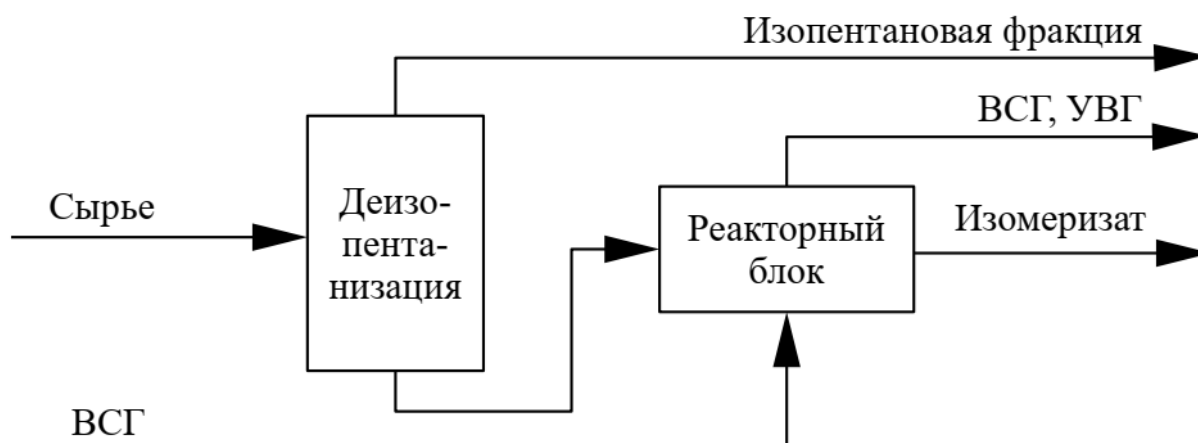 Изопентановая фракция
ВСГ, УВГ
Сырье
Деизо-
пента-
низация
Реакторный
блок
Изомеризат
ВСГ